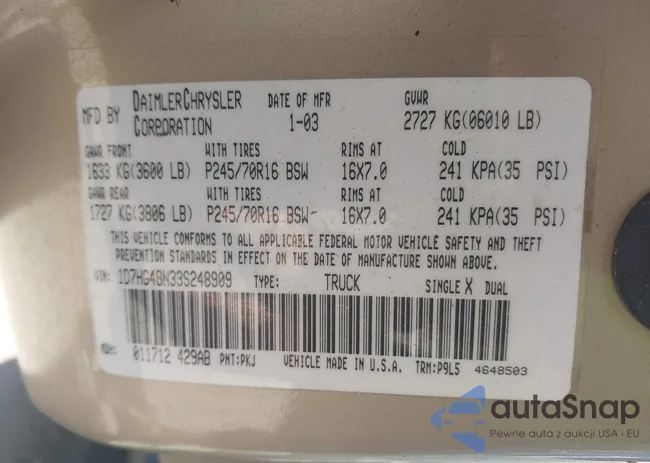 MFD BY DAIMLERCHRYSLER CORPORATION DATE OF MFR 1-03 GVWR 2727 KG(06010 LB)
GAWR FRONT WITH TIRES RIMS AT COLD
1633 KG(3600 LB) P245/70R16 BSW 16X7.0 241 KPA(35 PSI)
GAWR REAR WITH TIRES RIMS AT COLD
1727 KG(3806 LB) P245/70R16 BSW 16X7.0 241 KPA(35 PSI)
THIS VEHICLE CONFORMS TO ALL APPLICABLE FEDERAL MOTOR VEHICLE SAFETY AND THEFT
PREVENTION STANDARDS IN EFFECT ON THE DATE OF MANUFACTURE SHOWN ABOVE.
VIN: 1D7HG48N33S248909 TYPE: TRUCK SINGLE X DUAL
MDH: 011712 429AB PNT:PKJ VEHICLE MADE IN U.S.A. TRM:P9L5 4648503
autaSnap
Pewne auta z aukcji USA i EU